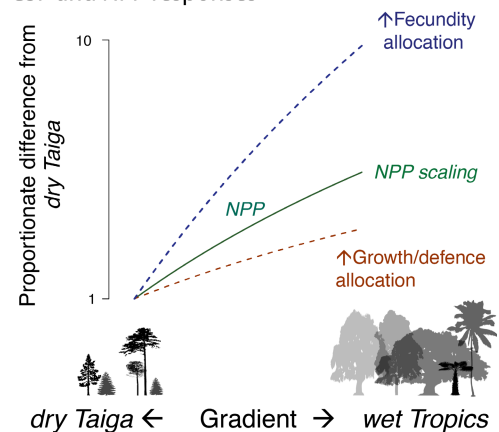 ↑Fecundity
allocation
10
Proportionate difference from
dry Taiga
NPP scaling
NPP
↑Growth/defence
allocation
1
dry Taiga ← Gradient → wet Tropics